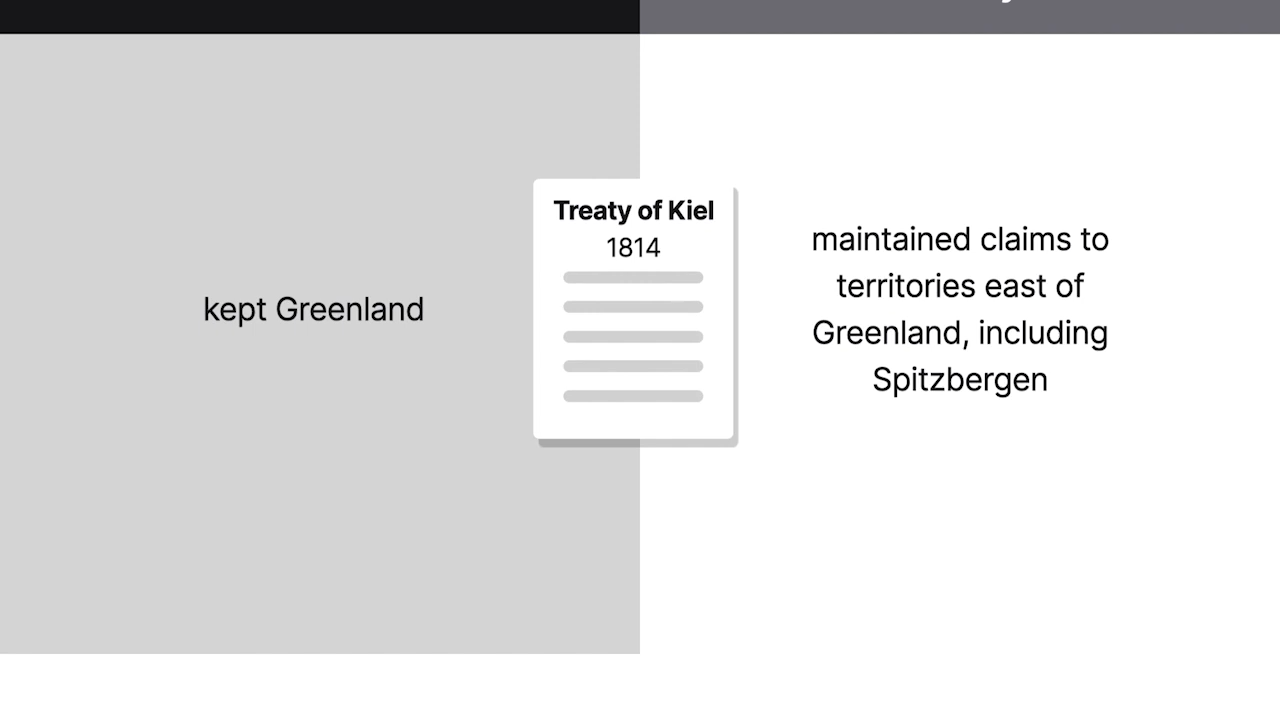 kept Greenland
Treaty of Kiel
1814
maintained claims to
territories east of
Greenland, including
Spitzbergen